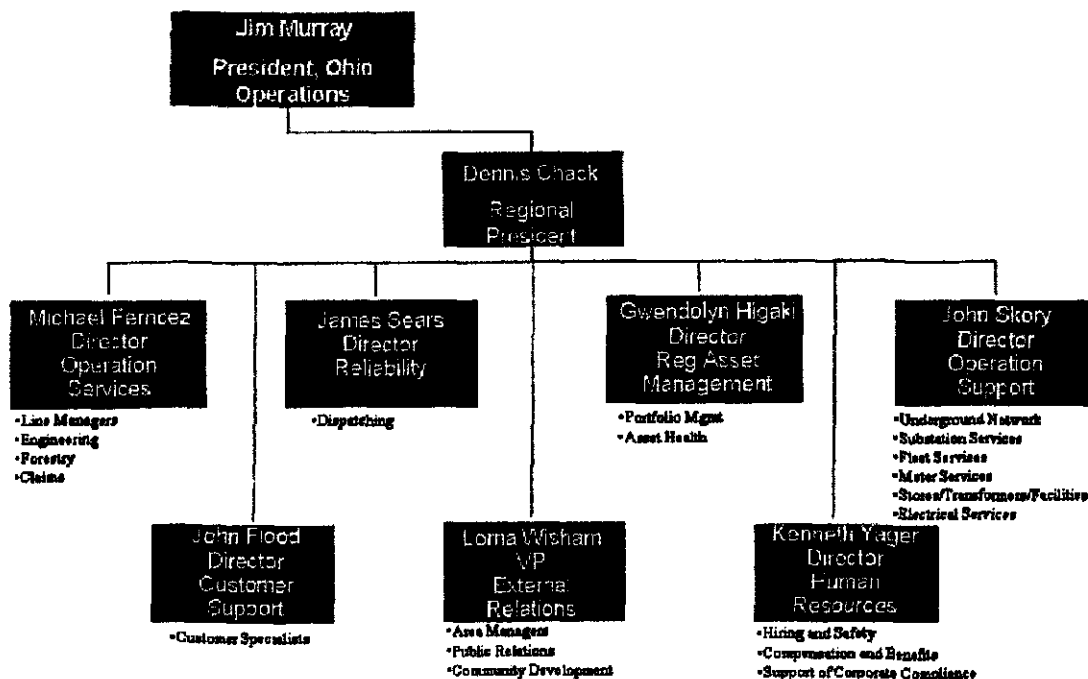 Jim Murray
President, Ohio
Operations
Dennis Chack
Regional
President
Michael Ferncez
Director
Operation
Services
•Line Managers
•Engineering
•Forestry
•Claims
James Sears
Director
Reliability
•Dispatching
Gwendolyn Higaki
Director
Reg Asset
Management
•Portfolio Mgmt
•Asset Health
John Skory
Director
Operation
Support
•Underground Network
•Substation Services
•Fleet Services
•Meter Services
•Stores/Transformers/Facilities
•Electrical Services
John Flood
Director
Customer
Support
•Customer Specialists
Lorna Wisham
VP
External
Relations
•Area Managers
•Public Relations
•Community Development
Kenneth Yager
Director
Human
Resources
•Hiring and Safety
•Compensation and Benefits
•Support of Corporate Compliance